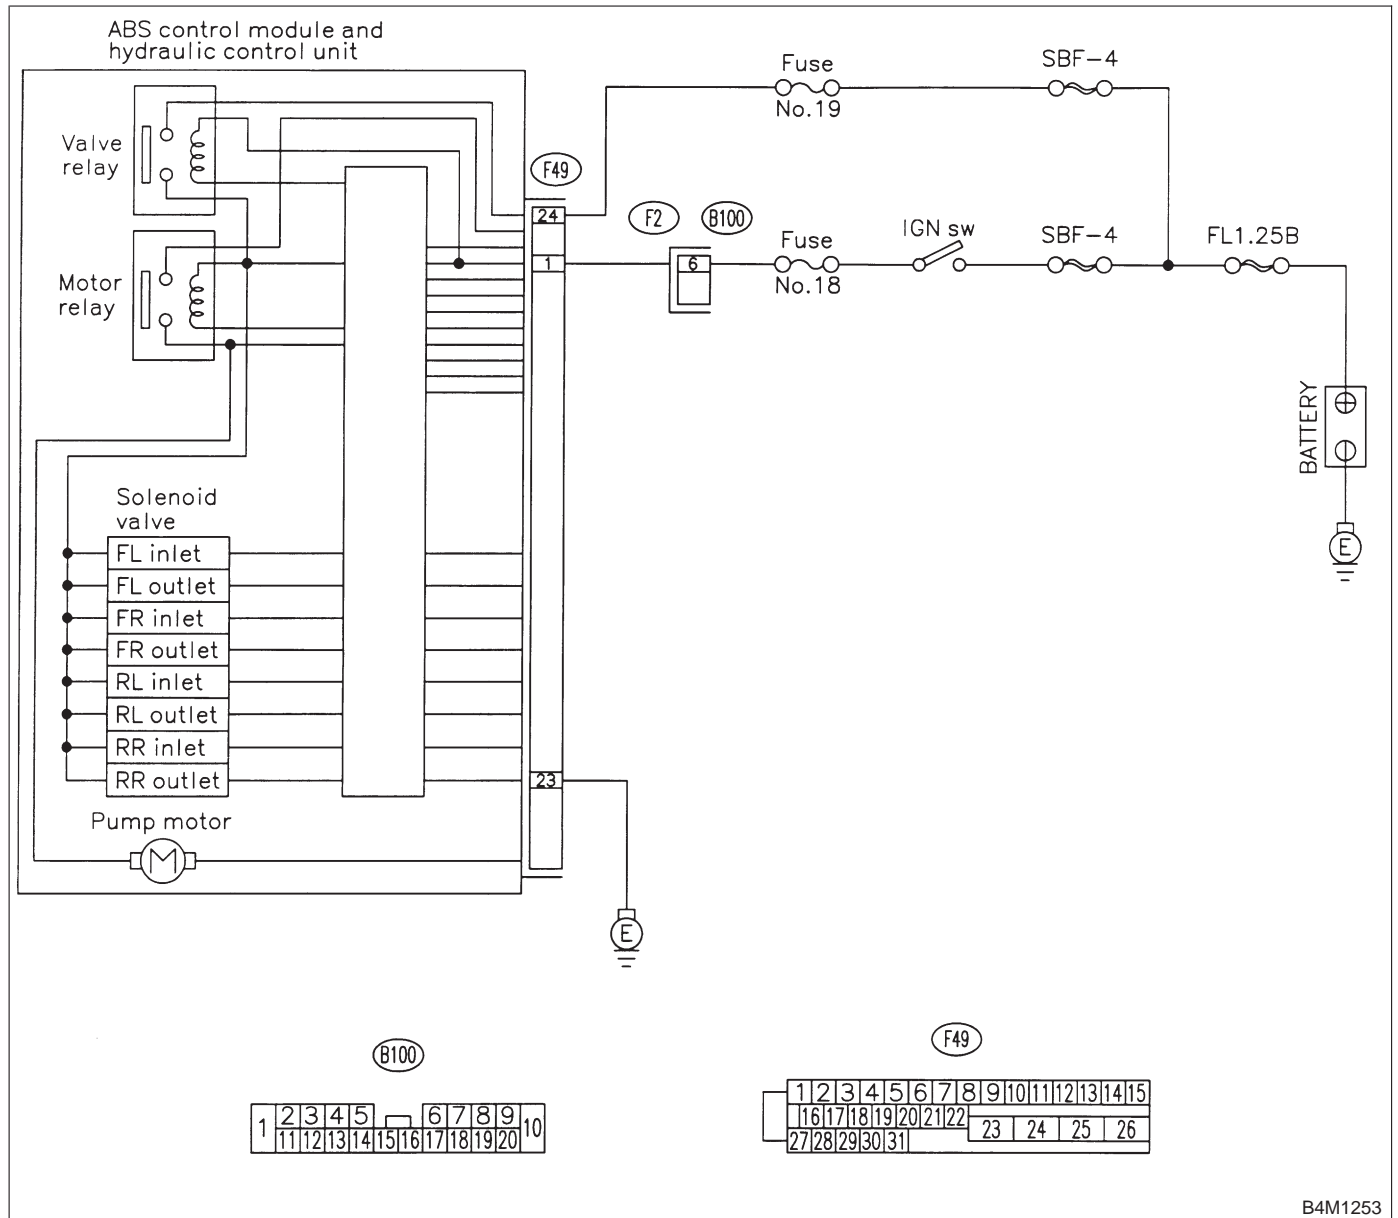 ABS control module and
hydraulic control unit
Valve
relay
Motor
relay
F49
24
1
F2
B100
6
Fuse
No.19
SBF-4
Fuse
No.18
IGN sw
SBF-4
FL1.25B
BATTERY
E
Solenoid
valve
FL inlet
FL outlet
FR inlet
FR outlet
RL inlet
RL outlet
RR inlet
RR outlet
23
Pump motor
M
E
B100
1 2 3 4 5 6 7 8 9 10
11 12 13 14 15 16 17 18 19 20
F49
1 2 3 4 5 6 7 8 9 10 11 12 13 14 15
16 17 18 19 20 21 22
23 24 25 26
27 28 29 30 31
B4M1253